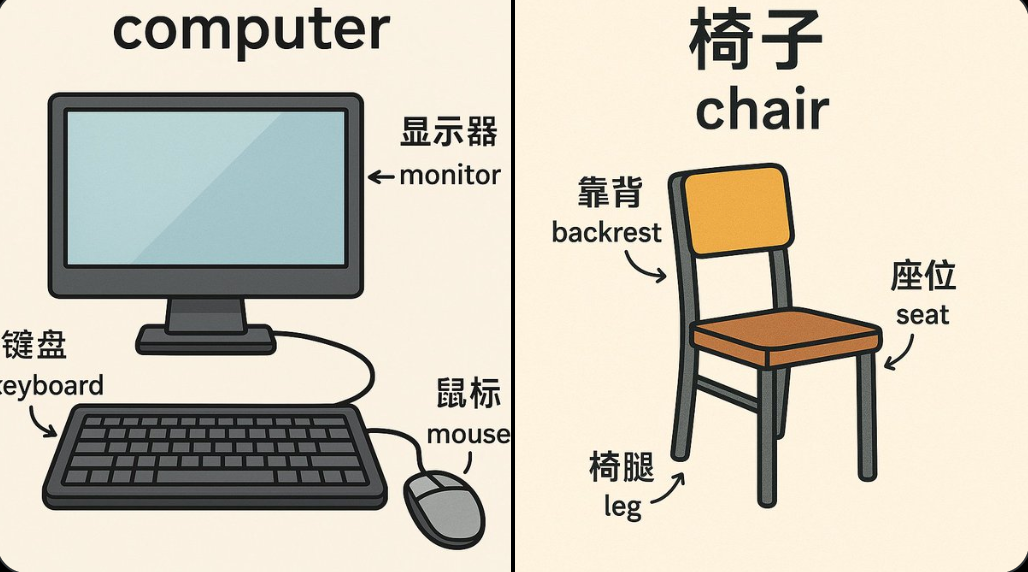 computer
显示器
monitor
键盘
keyboard
鼠标
mouse
椅子
chair
靠背
backrest
座位
seat
椅腿
leg